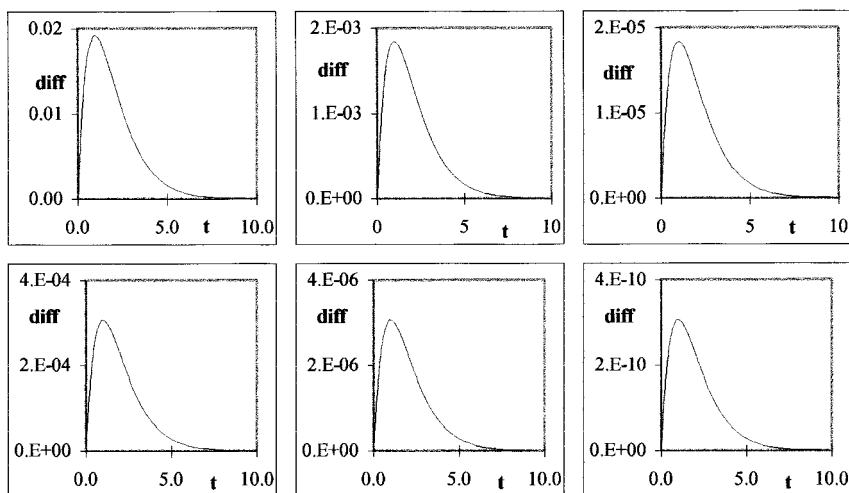 0.02
diff
0.01
0.00
0.0 5.0 t 10.0
2.E-03
diff
1.E-03
0.E+00
0 5 t 10
2.E-05
diff
1.E-05
0.E+00
0 5 t 10
4.E-04
diff
2.E-04
0.E+00
0.0 5.0 t 10.0
4.E-06
diff
2.E-06
0.E+00
0.0 5.0 t 10.0
4.E-10
diff
2.E-10
0.E+00
0.0 5.0 t 10.0